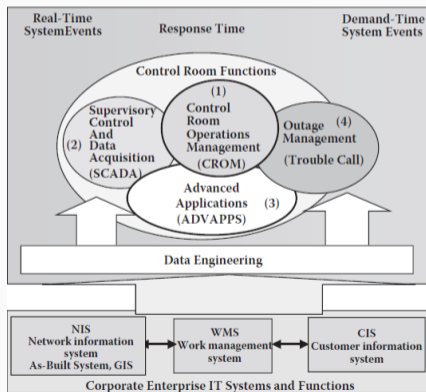 Real-Time
SystemEvents
Response Time
Demand-Time
System Events
Control Room Functions
(1)
Control
Room
Operations
Management
(CROM)
Supervisory
Control
And
(2) Data
Acquisition
(SCADA)
Outage (4)
Management
(Trouble Call)
Advanced
Applications (3)
(ADVAPPS)
Data Engineering
NIS
Network information
system
As-Built System, GIS
WMS
Work management
system
CIS
Customer information
system
Corporate Enterprise IT Systems and Functions